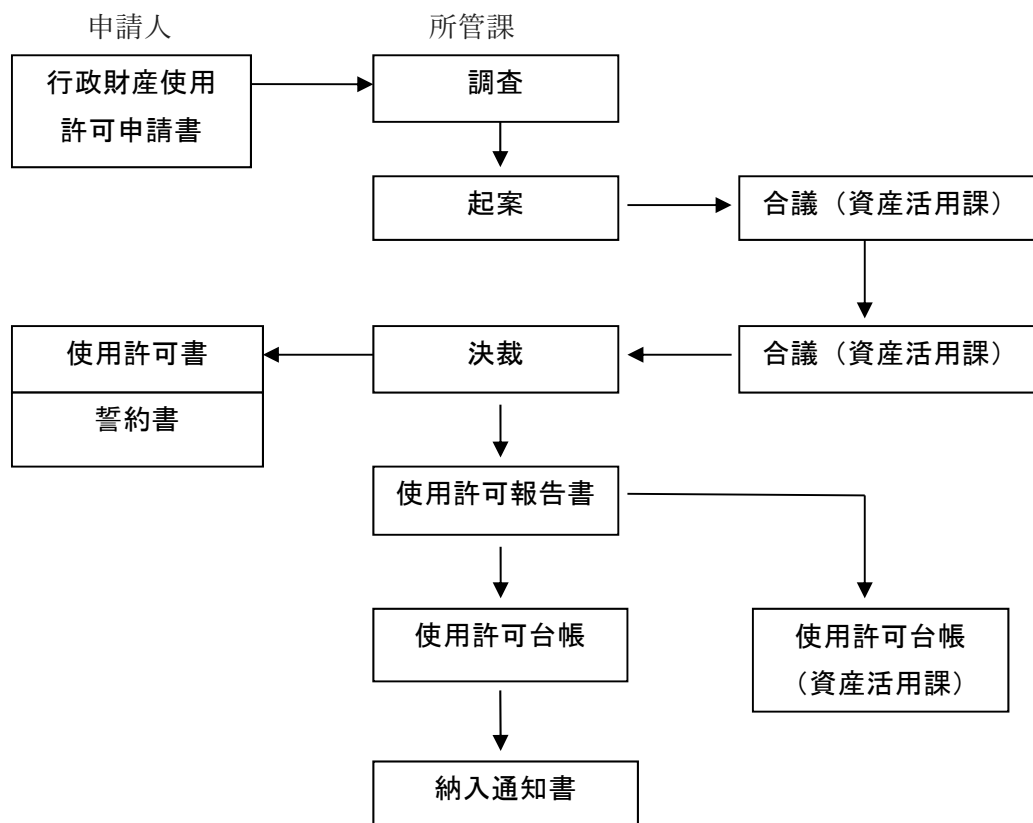 申請人
所管課
行政財産使用
許可申請書
調査
起案
合議（資産活用課）
使用許可書
誓約書
決裁
合議（資産活用課）
使用許可報告書
使用許可台帳
使用許可台帳
（資産活用課）
納入通知書